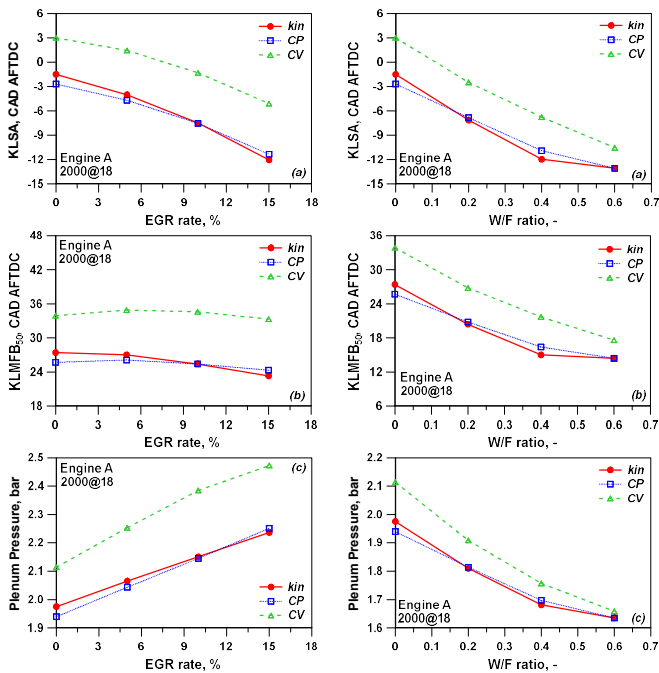 KLSA, CAD AFTDC
6
3
0
-3
-6
-9
-12
-15
kin
CP
CV
Engine A
2000@18
(a)
0 3 6 9 12 15 18
EGR rate, %
KLSA, CAD AFTDC
6
3
0
-3
-6
-9
-12
-15
kin
CP
CV
Engine A
2000@18
(a)
0 0.1 0.2 0.3 0.4 0.5 0.6 0.7
W/F ratio, -
KLMFB50, CAD AFTDC
48
42
36
30
24
18
Engine A
2000@18
kin
CP
CV
(b)
0 3 6 9 12 15 18
EGR rate, %
KLMFB50, CAD AFTDC
36
30
24
18
12
6
kin
CP
CV
Engine A
2000@18
(b)
0 0.1 0.2 0.3 0.4 0.5 0.6 0.7
W/F ratio, -
Plenum Pressure, bar
2.5
2.4
2.3
2.2
2.1
2.0
1.9
Engine A
2000@18
(c)
kin
CP
CV
0 3 6 9 12 15 18
EGR rate, %
Plenum Pressure, bar
2.2
2.1
2.0
1.9
1.8
1.7
1.6
kin
CP
CV
Engine A
2000@18
(c)
0 0.1 0.2 0.3 0.4 0.5 0.6 0.7
W/F ratio, -